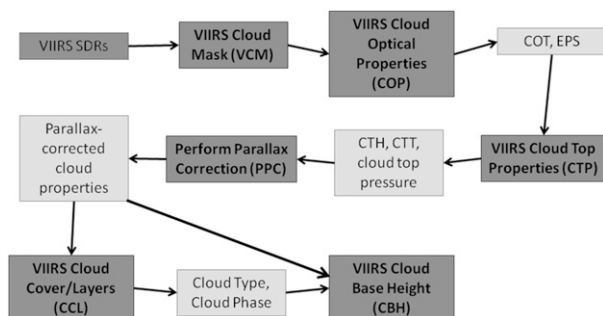 VIIRS SDRs
VIIRS Cloud
Mask (VCM)
VIIRS Cloud
Optical
Properties
(COP)
COT, EPS
VIIRS Cloud Top
Properties (CTP)
CTH, CTT,
cloud top
pressure
Perform Parallax
Correction (PPC)
Parallax-
corrected
cloud
properties
VIIRS Cloud
Cover/Layers
(CCL)
Cloud Type,
Cloud Phase
VIIRS Cloud
Base Height
(CBH)